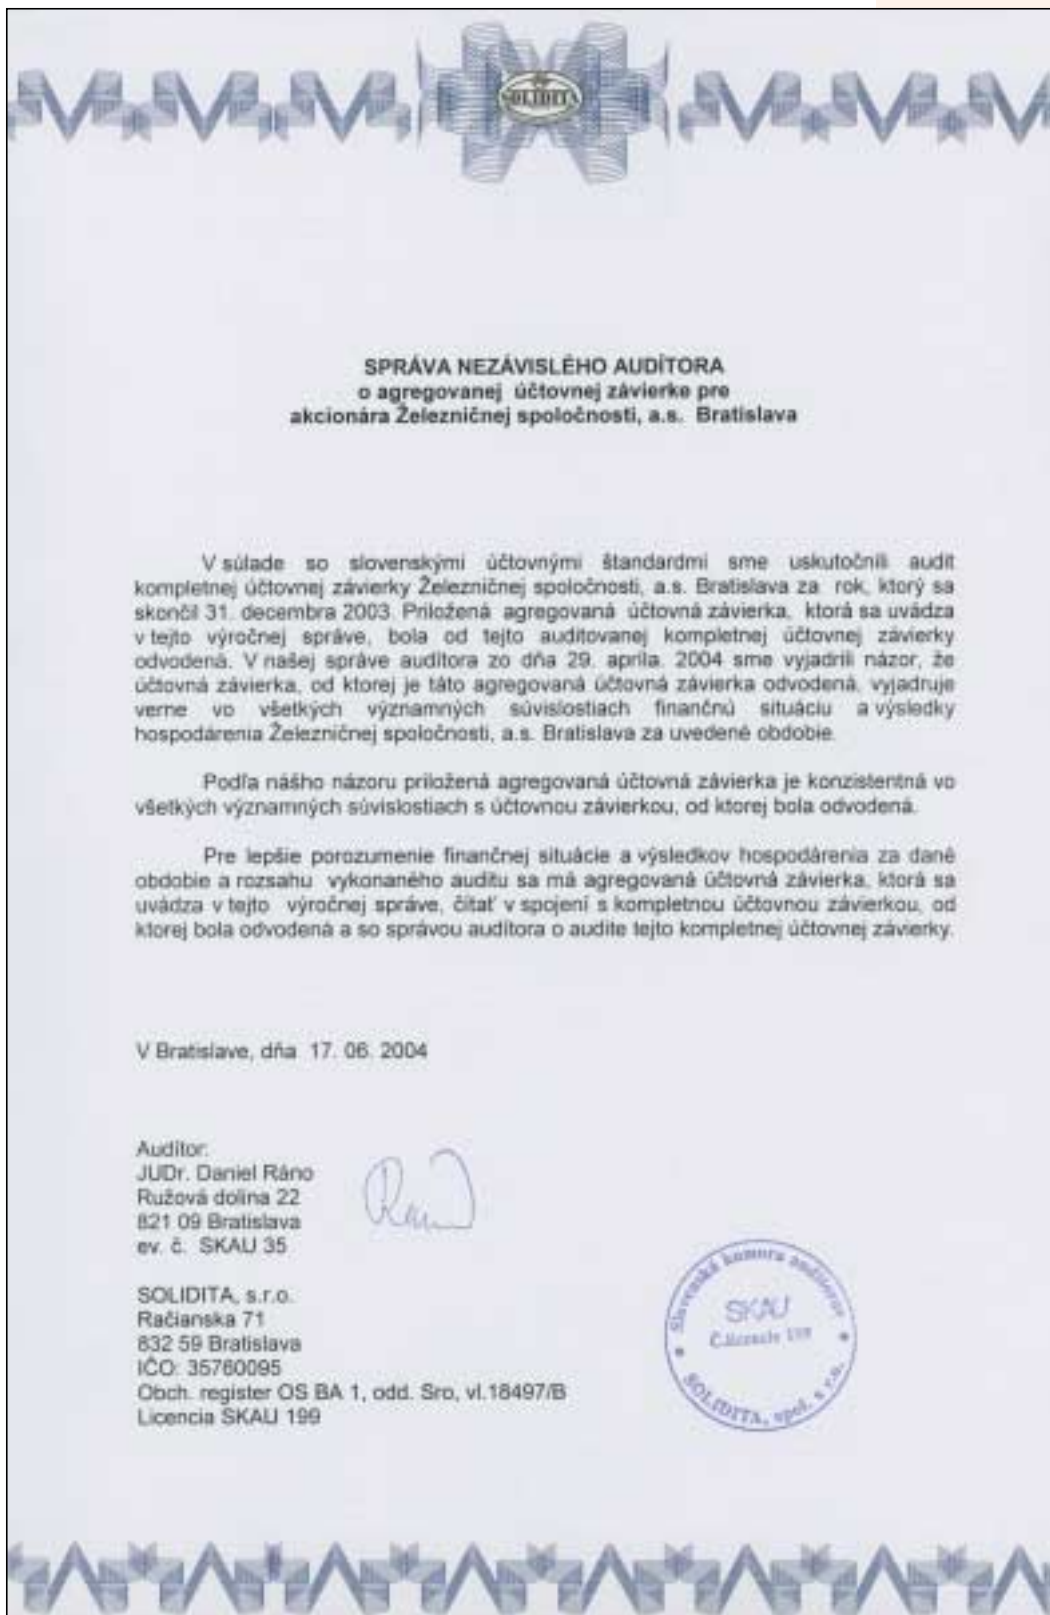 SOLIDITA
SPRÁVA NEZÁVISLÉHO AUDÍTORA
o agregovanej účtovnej závierke pre
akcionára Železničnej spoločnosti, a.s. Bratislava
V súlade so slovenskými účtovnými štandardmi sme uskutočnili audit
kompletnej účtovnej závierky Železničnej spoločnosti, a.s. Bratislava za rok, ktorý sa
skončil 31. decembra 2003. Priložená agregovaná účtovná závierka, ktorá sa uvádza
v tejto výročnej správe, bola od tejto auditovanej kompletnej účtovnej závierky
odvodená. V našej správe audítora zo dňa 29. apríla. 2004 sme vyjadrili názor, že
účtovná závierka, od ktorej je táto agregovaná účtovná závierka odvodená, vyjadruje
verne vo všetkých významných súvislostiach finančnú situáciu a výsledky
hospodárenia Železničnej spoločnosti, a.s. Bratislava za uvedené obdobie.
Podľa nášho názoru priložená agregovaná účtovná závierka je konzistentná vo
všetkých významných súvislostiach s účtovnou závierkou, od ktorej bola odvodená.
Pre lepšie porozumenie finančnej situácie a výsledkov hospodárenia za dané
obdobie a rozsahu vykonaného auditu sa má agregovaná účtovná závierka, ktorá sa
uvádza v tejto výročnej správe, čítať v spojení s kompletnou účtovnou závierkou, od
ktorej bola odvodená a so správou audítora o audite tejto kompletnej účtovnej závierky.
V Bratislave, dňa 17. 06. 2004
Audítor:
JUDr. Daniel Ráno
Ružová dolina 22
821 09 Bratislava
ev. č. SKAU 35
SOLIDITA, s.r.o.
Račianska 71
832 59 Bratislava
IČO: 35760095
Obch. register OS BA 1, odd. Sro, vl.18497/B
Licencia SKAU 199
Slovenská komora audítorov
SKAU
Č.licencie 199
SOLIDITA, spol. s r.o.